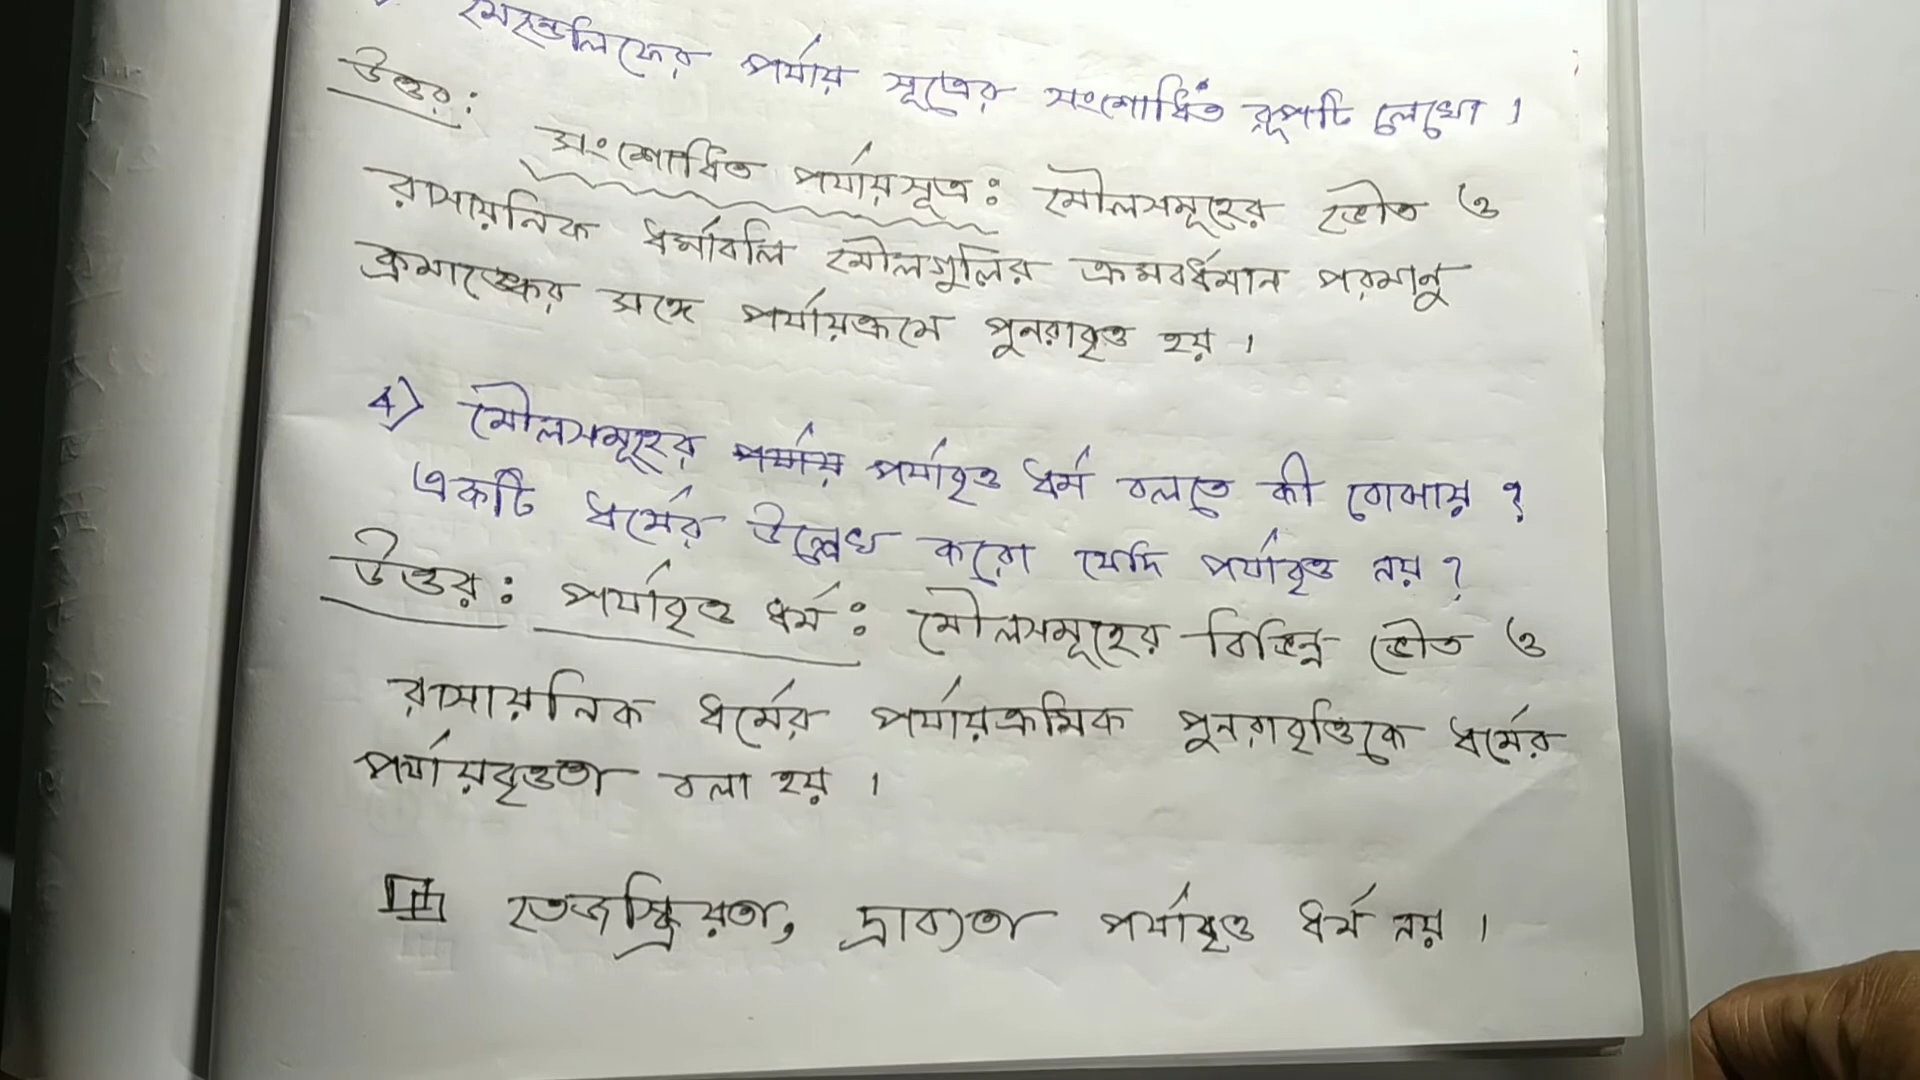 মেন্ডেলিফের পর্যায় সূত্রের সংশোধিত রূপটি লেখো।
উত্তর:
সংশোধিত পর্যায়সূত্র: মৌলসমূহের ভৌত ও
রাসায়নিক ধর্মাবলি মৌলগুলির ক্রমবর্ধমান পরমানু
ক্রমাঙ্কের সঙ্গে পর্যায়ক্রমে পুনরাবৃত্ত হয়।
4) মৌলসমূহের পর্যায় পর্যাবৃত্ত ধর্ম বলতে কী বোঝায় ?
একটি ধর্মের উল্লেখ করো যেটি পর্যাবৃত্ত নয় ?
উত্তর: পর্যাবৃত্ত ধর্ম: মৌলসমূহের বিভিন্ন ভৌত ও
রাসায়নিক ধর্মের পর্যায়ক্রমিক পুনরাবৃত্তিকে ধর্মের
পর্যায়বৃত্ততা বলা হয়।
তেজস্ক্রিয়তা, দ্রাব্যতা পর্যাবৃত্ত ধর্ম নয়।